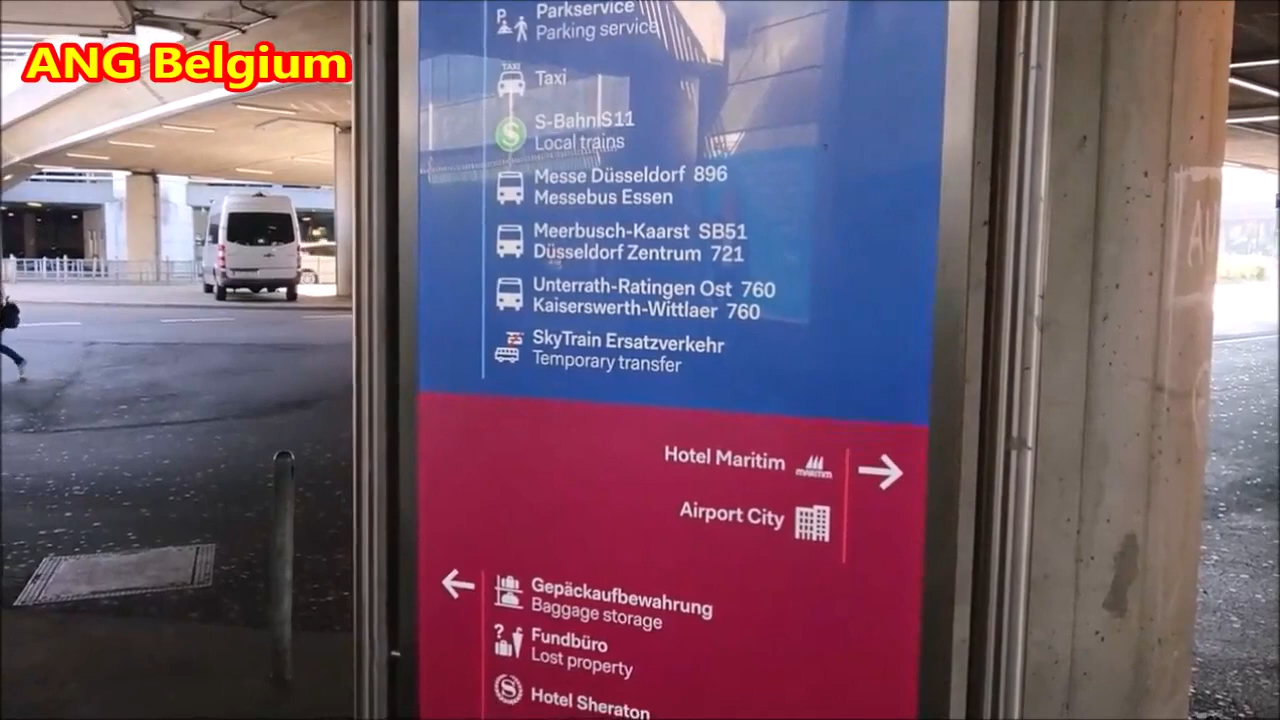 ANG Belgium
P
Parkservice
Parking service
TAXI
Taxi
S
S-Bahn S11
Local trains
Messe Düsseldorf 896
Messebus Essen
Meerbusch-Kaarst SB51
Düsseldorf Zentrum 721
Unterrath-Ratingen Ost 760
Kaiserswerth-Wittlaer 760
SkyTrain Ersatzverkehr
Temporary transfer
Hotel Maritim
MARITIM
Airport City
Gepäckaufbewahrung
Baggage storage
?
Fundbüro
Lost property
S
Hotel Sheraton